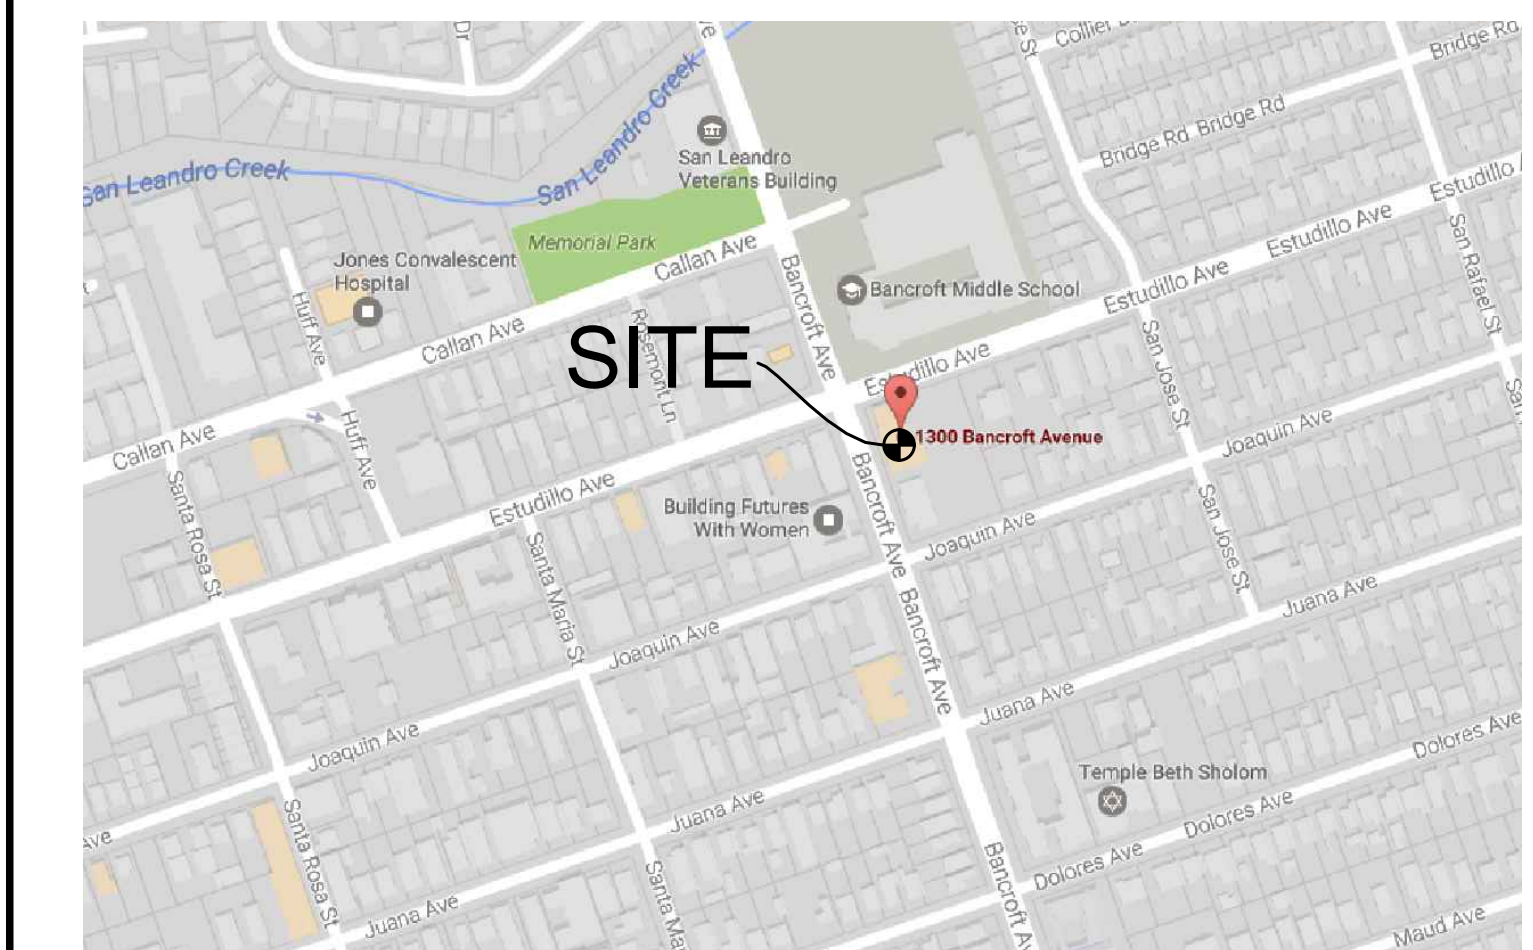 Dr
Collier
Bridge Rd
San Leandro Creek
Bridge Rd
Bridge Rd
San Leandro
Veterans Building
San Leandro Creek
Estudillo
Estudillo Ave
Memorial Park
Callan Ave
Jones Convalescent
Hospital
San Rafael St
Estudillo Ave
Bancroft Middle School
Bancroft Ave
Huff Ave
Callan Ave
Rosemont Ln
SITE
San Jose St
Estudillo Ave
1300 Bancroft Avenue
Joaquin Ave
Callan Ave
Huff Ave
Santa Rosa St
Estudillo Ave
Bancroft Ave
Building Futures
With Women
San Jose St
Joaquin Ave
Santa Maria St
Juana Ave
Bancroft Ave
Joaquin Ave
Juana Ave
Joaquin Ave
Dolores Ave
Temple Beth Sholom
Juana Ave
Dolores Ave
Santa Rosa St
Ave
Dolores Ave
Bancroft
Santa
Juana Ave
Maud Ave